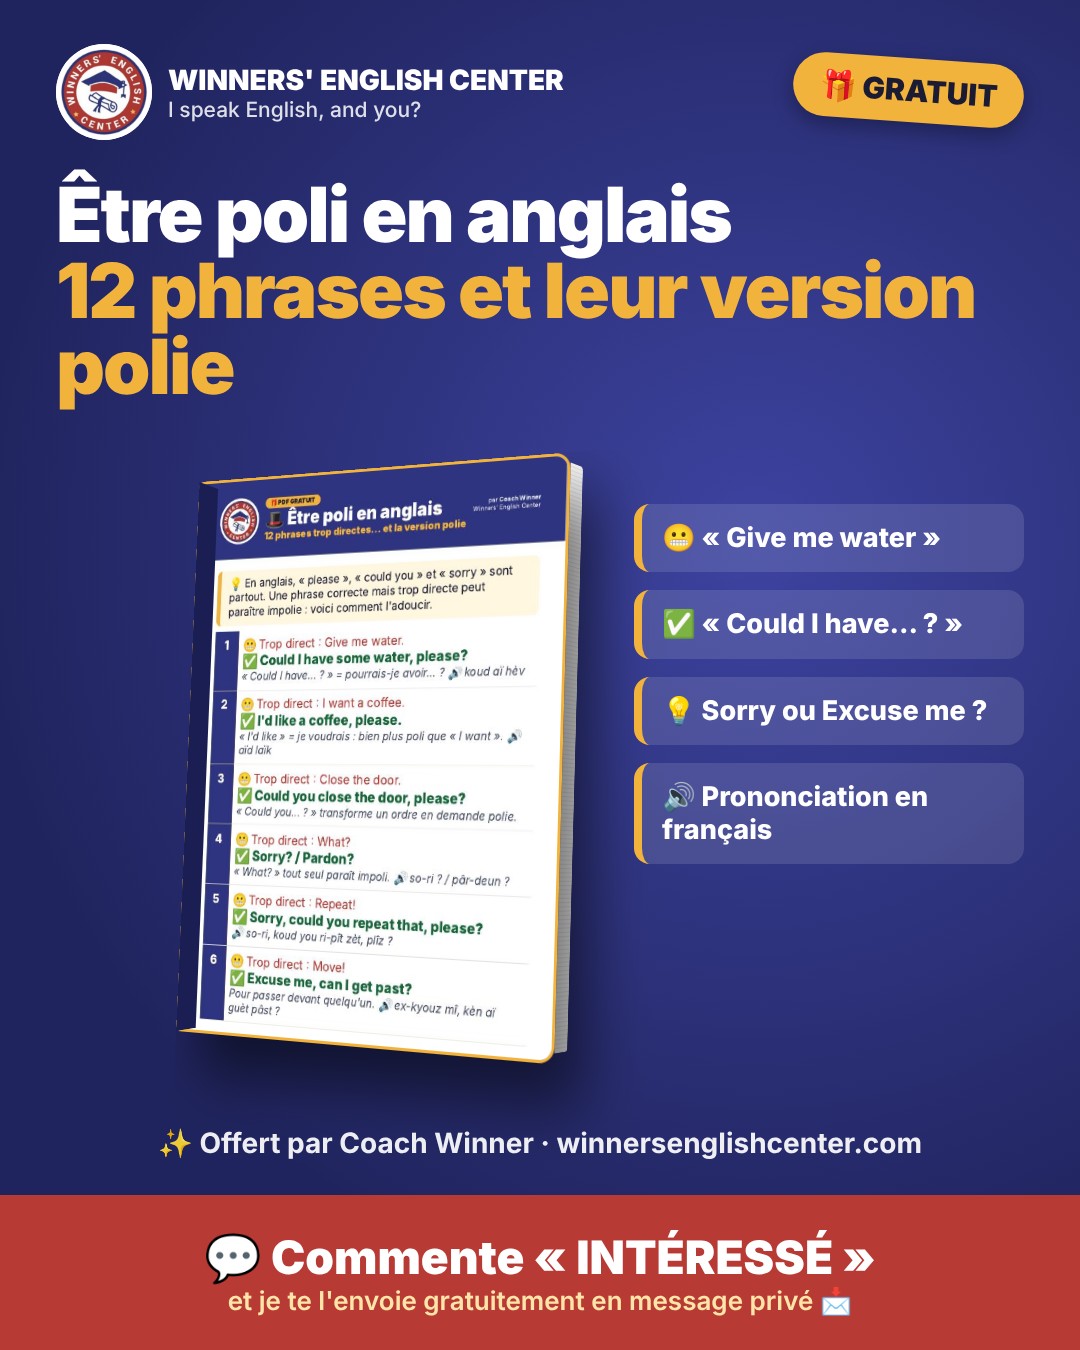 WINNERS' ENGLISH CENTER
WINNERS' ENGLISH CENTER
I speak English, and you?
🎁 GRATUIT
Être poli en anglais
12 phrases et leur version
polie
🎁 PDF GRATUIT
🎩 Être poli en anglais
12 phrases trop directes... et la version polie
par Coach Winner
Winners' English Center
💡 En anglais, « please », « could you » et « sorry » sont
partout. Une phrase correcte mais trop directe peut
paraître impolie : voici comment l'adoucir.
1
😬 Trop direct : Give me water.
✅ Could I have some water, please?
« Could I have... ? » = pourrais-je avoir... ? 🔊 koud aï hèv
2
😬 Trop direct : I want a coffee.
✅ I'd like a coffee, please.
« I'd like » = je voudrais : bien plus poli que « I want ». 🔊
aïd laïk
3
😬 Trop direct : Close the door.
✅ Could you close the door, please?
« Could you... ? » transforme un ordre en demande polie.
4
😬 Trop direct : What?
✅ Sorry? / Pardon?
« What? » tout seul paraît impoli. 🔊 so-ri ? / pâr-deun ?
5
😬 Trop direct : Repeat!
✅ Sorry, could you repeat that, please?
🔊 so-ri, koud you ri-pît zèt, plîz ?
6
😬 Trop direct : Move!
✅ Excuse me, can I get past?
Pour passer devant quelqu'un. 🔊 ex-kyouz mî, kèn aï
guèt pâst ?
😬 « Give me water »
✅ « Could I have... ? »
💡 Sorry ou Excuse me ?
🔊 Prononciation en
français
✨ Offert par Coach Winner · winnersenglishcenter.com
💬 Commente « INTÉRESSÉ »
et je te l'envoie gratuitement en message privé 📩